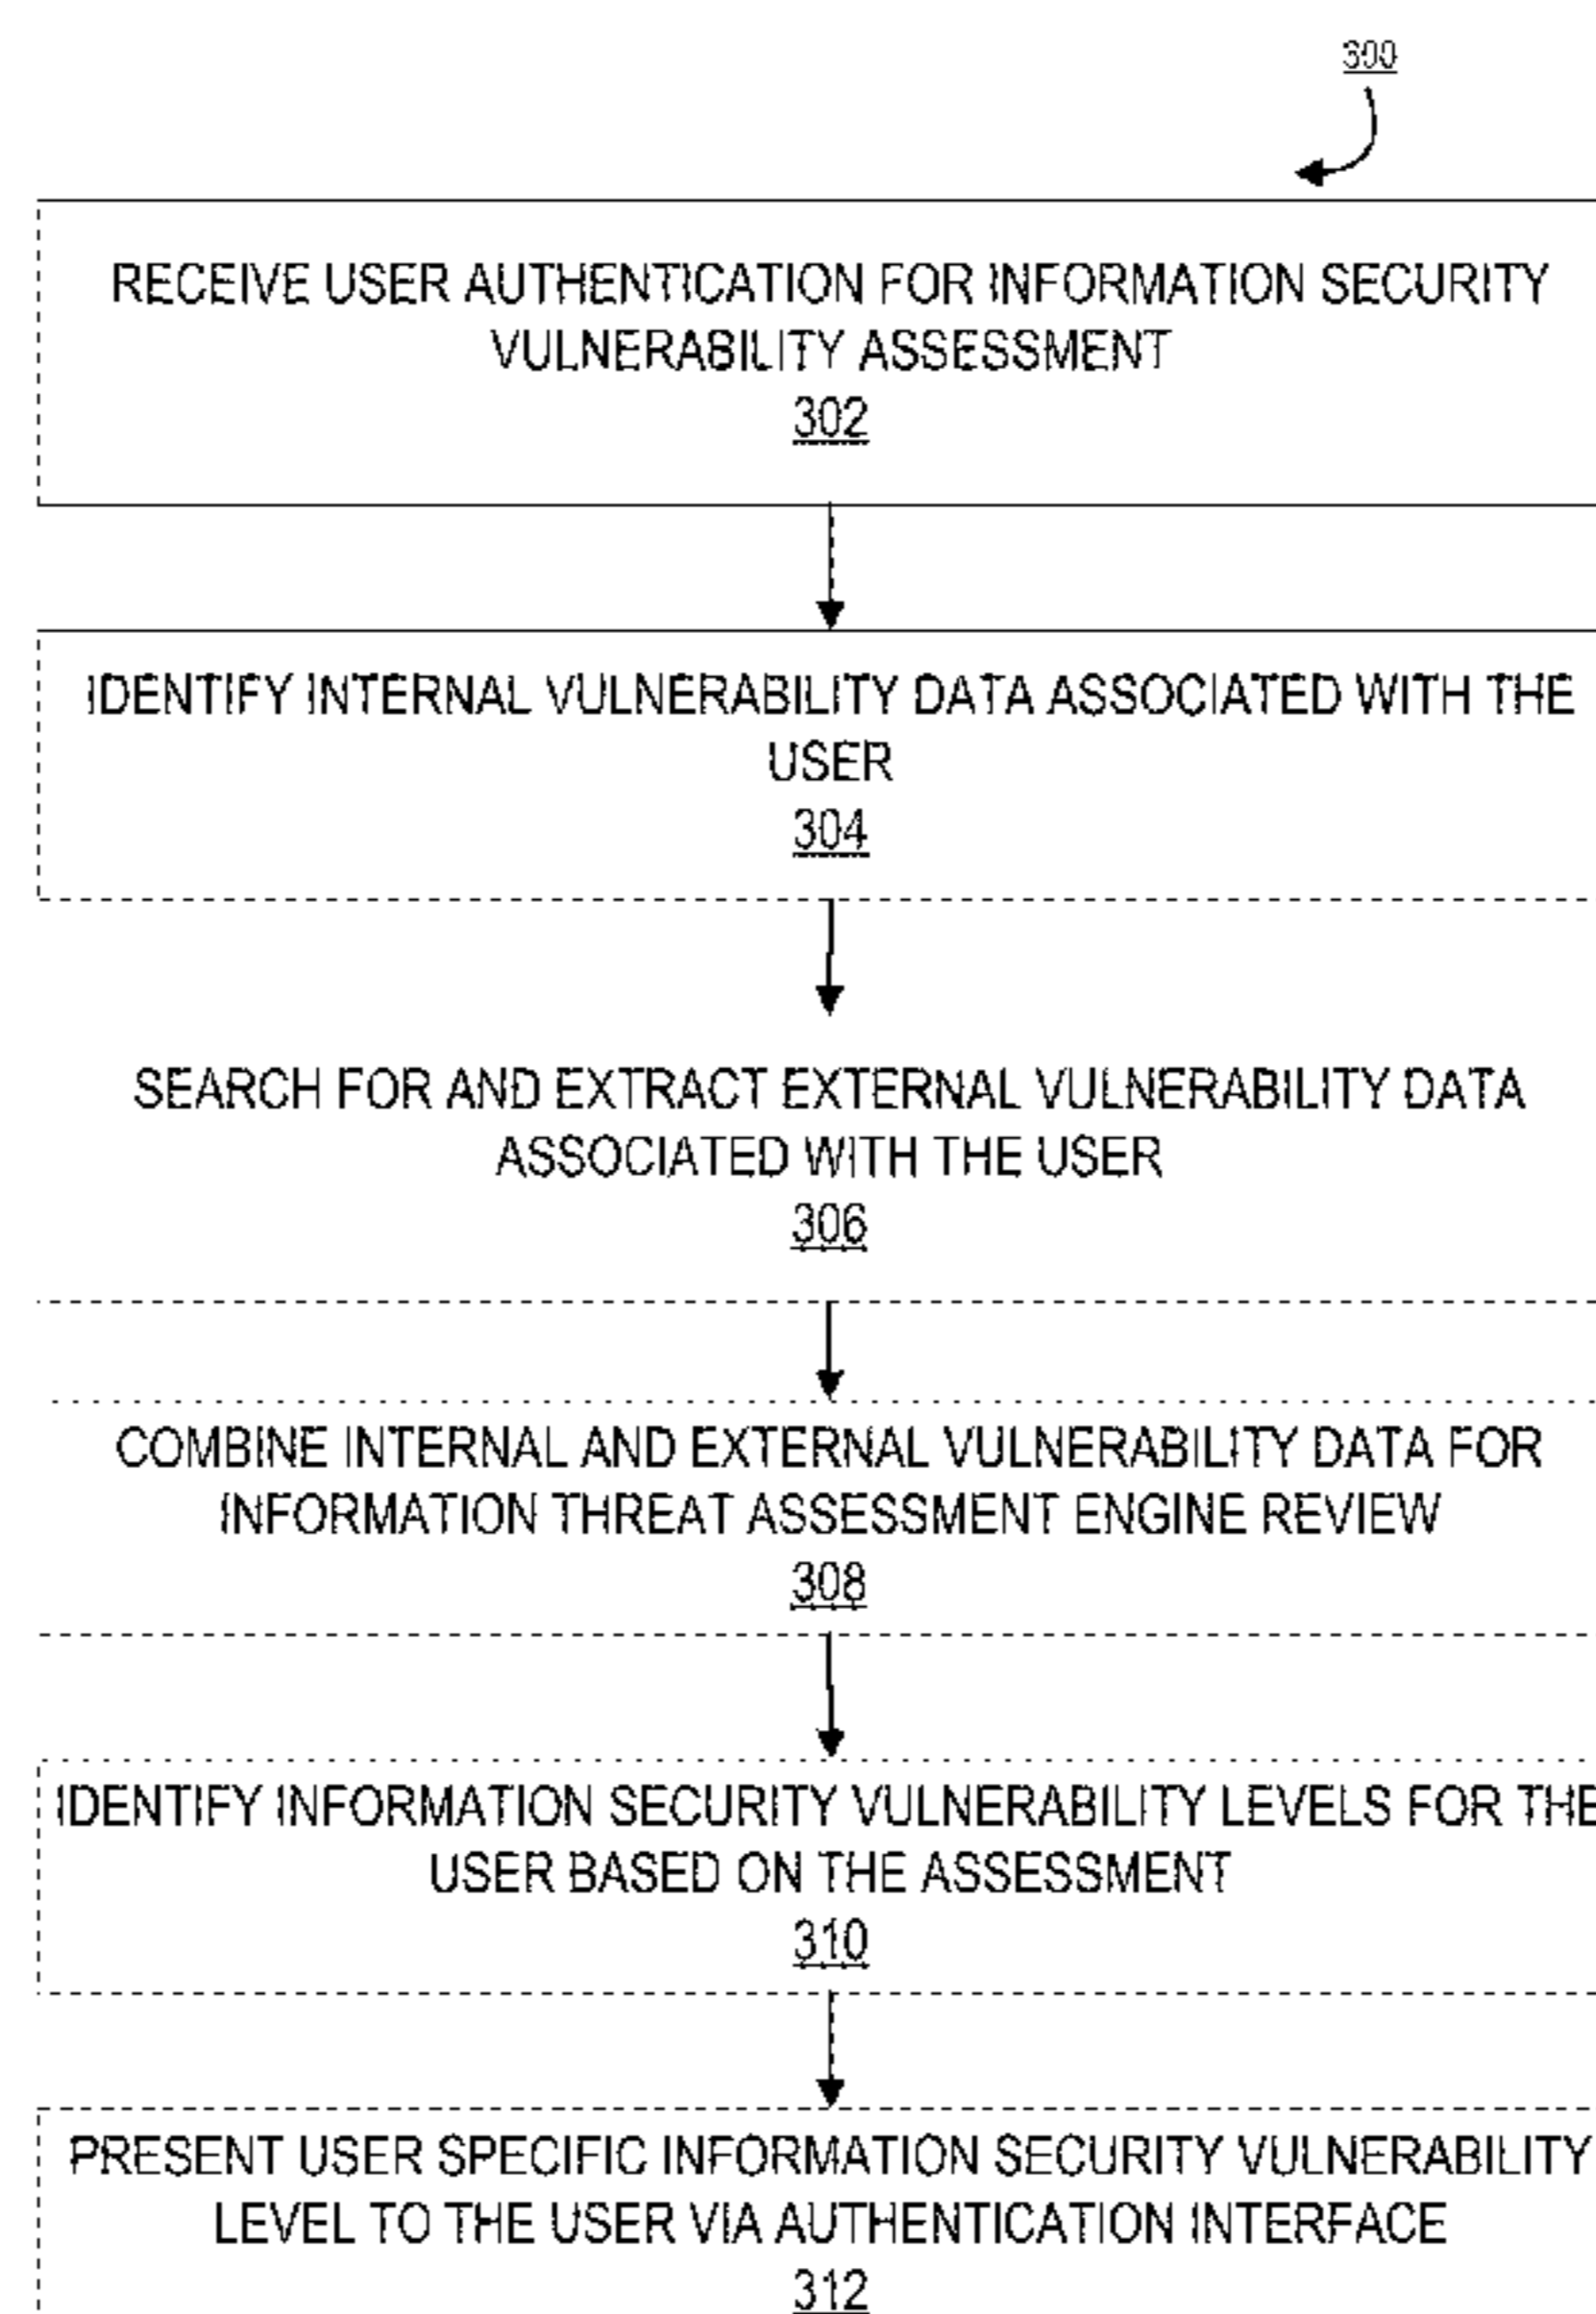 300
RECEIVE USER AUTHENTICATION FOR INFORMATION SECURITY
VULNERABILITY ASSESSMENT
302
IDENTIFY INTERNAL VULNERABILITY DATA ASSOCIATED WITH THE
USER
304
SEARCH FOR AND EXTRACT EXTERNAL VULNERABILITY DATA
ASSOCIATED WITH THE USER
306
COMBINE INTERNAL AND EXTERNAL VULNERABILITY DATA FOR
INFORMATION THREAT ASSESSMENT ENGINE REVIEW
308
IDENTIFY INFORMATION SECURITY VULNERABILITY LEVELS FOR THE
USER BASED ON THE ASSESSMENT
310
PRESENT USER SPECIFIC INFORMATION SECURITY VULNERABILITY
LEVEL TO THE USER VIA AUTHENTICATION INTERFACE
312